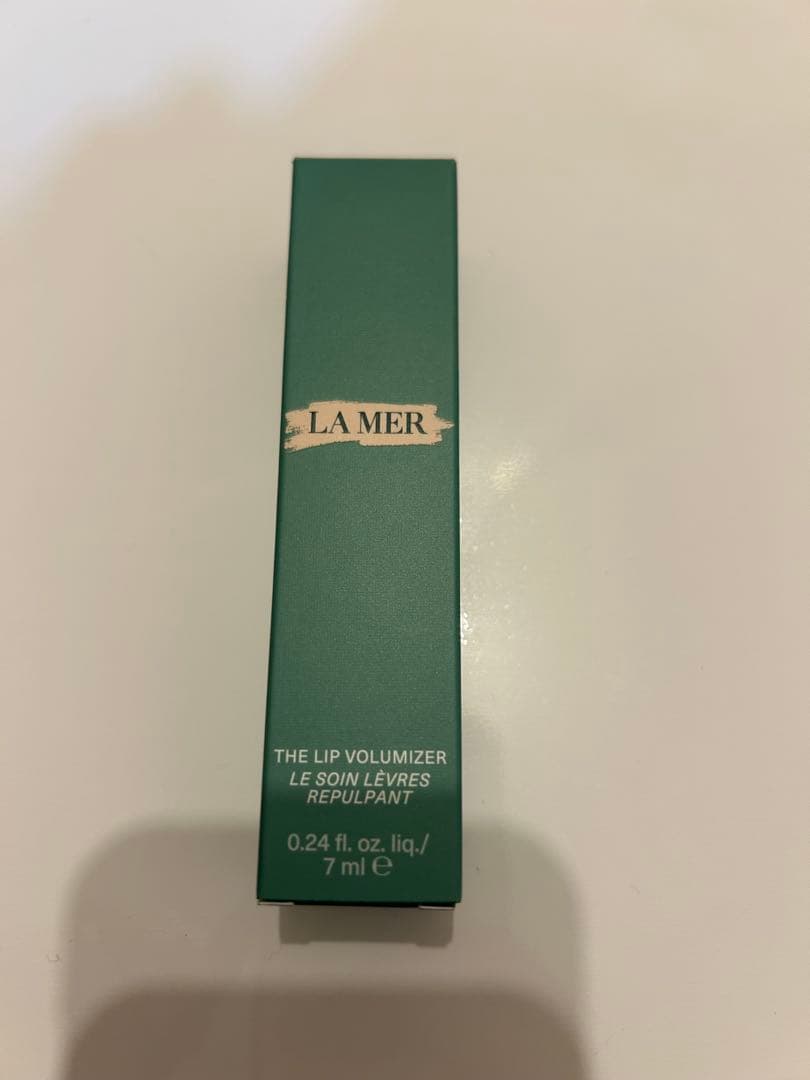 LA MER
THE LIP VOLUMIZER
LE SOIN LÈVRES
REPULPANT
0.24 fl. oz. liq./
7 ml ℮